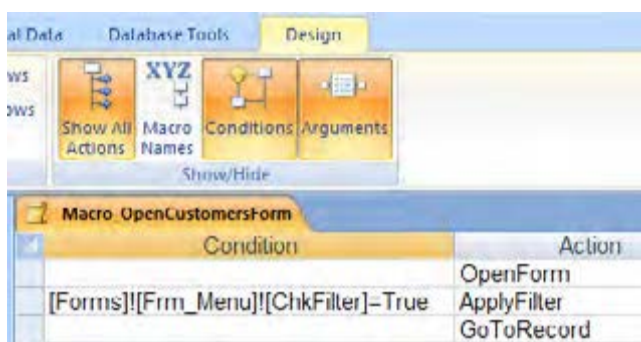 al Data Database Tools Design
ws
ows
Show All Actions
Macro Names
Conditions
Arguments
Show/Hide
Macro_OpenCustomersForm
Condition Action
OpenForm
[Forms]![Frm_Menu]![ChkFilter]=True ApplyFilter
GoToRecord